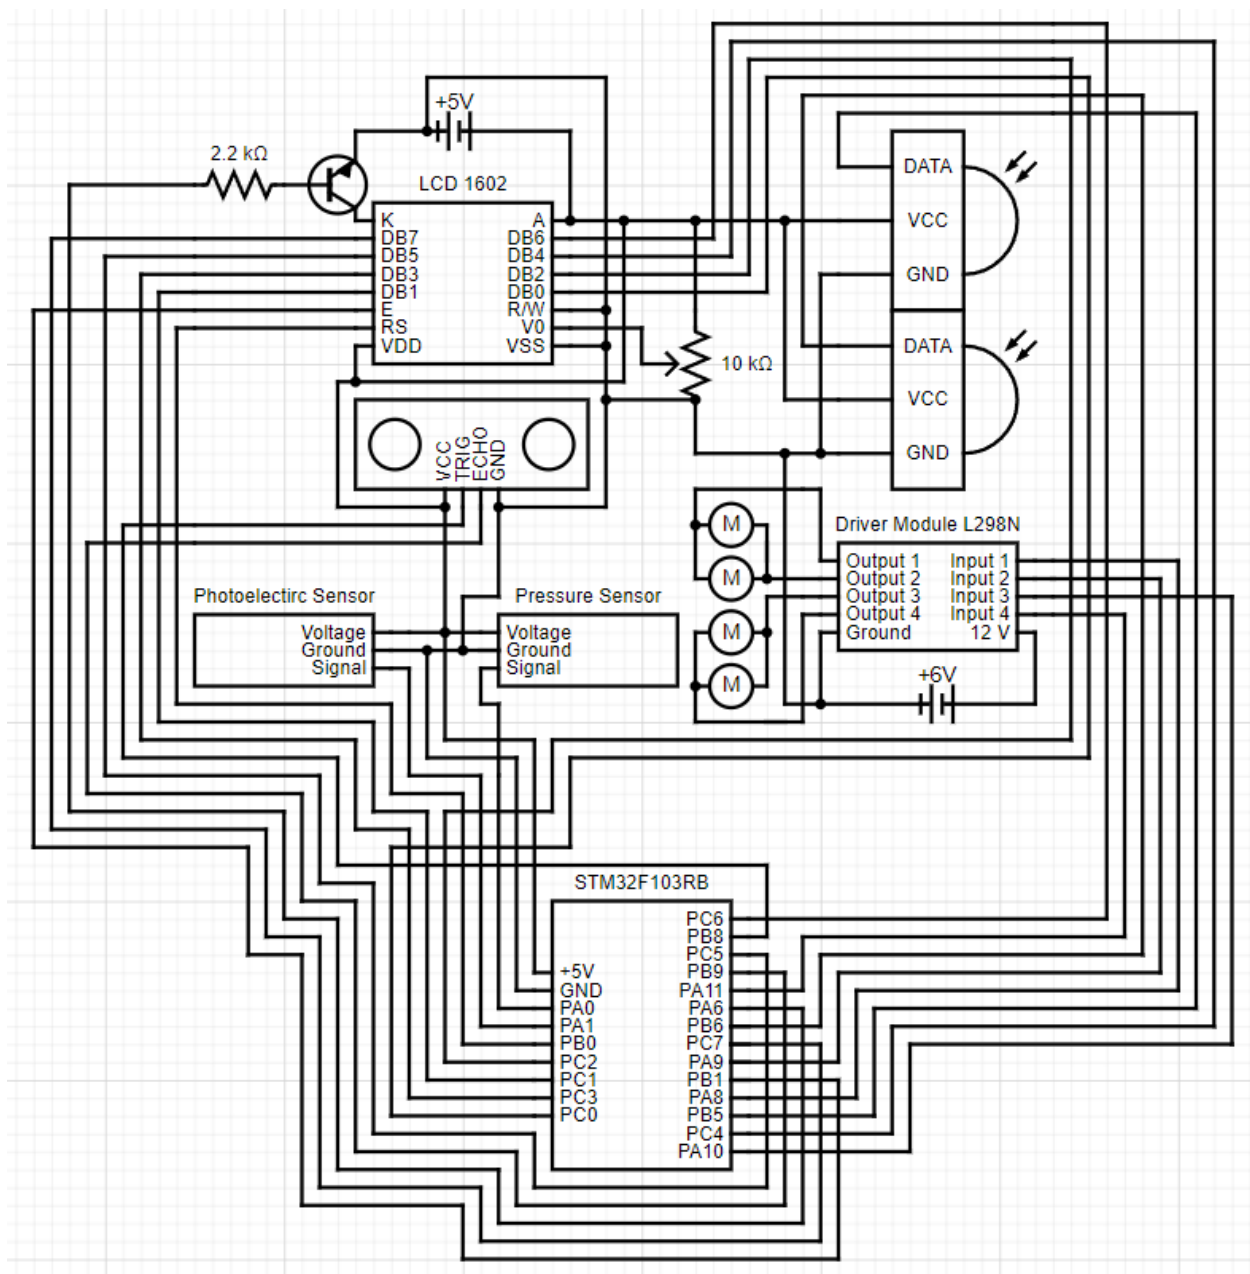 +5V
2.2 kΩ
LCD 1602
K A
DB7 DB6
DB5 DB4
DB3 DB2
DB1 DB0
E R/W
RS V0
VDD VSS
10 kΩ
DATA
VCC
GND
DATA
VCC
GND
VCC
TRIG
ECHO
GND
M
M
M
M
Driver Module L298N
Output 1 Input 1
Output 2 Input 2
Output 3 Input 3
Output 4 Input 4
Ground 12 V
+6V
Photoelectirc Sensor
Voltage
Ground
Signal
Pressure Sensor
Voltage
Ground
Signal
STM32F103RB
PC6
PB8
PC5
+5V PB9
GND PA11
PA0 PA6
PA1 PB6
PB0 PC7
PC2 PA9
PC1 PB1
PC3 PA8
PC0 PB5
PC4
PA10